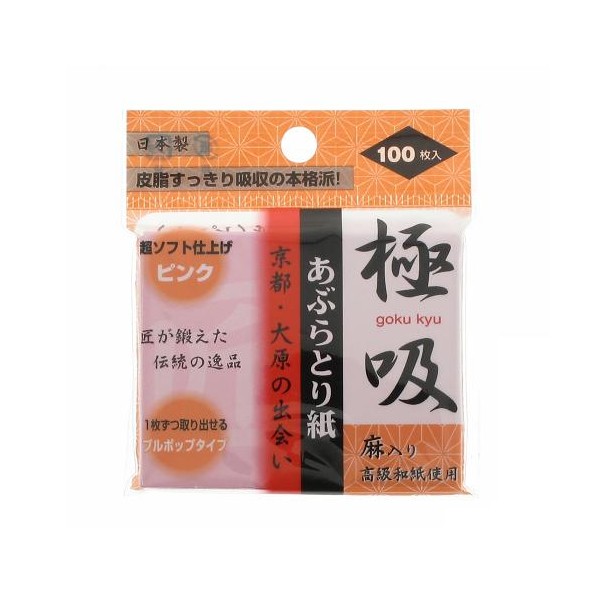 日本製
100枚入
皮脂すっきり吸収の本格派!
極吸
goku kyu
あぶらとり紙
京都・大原の出会い
超ソフト仕上げ
ピンク
匠が鍛えた
伝統の逸品
1枚ずつ取り出せる
プルポップタイプ
麻入り
高級和紙使用